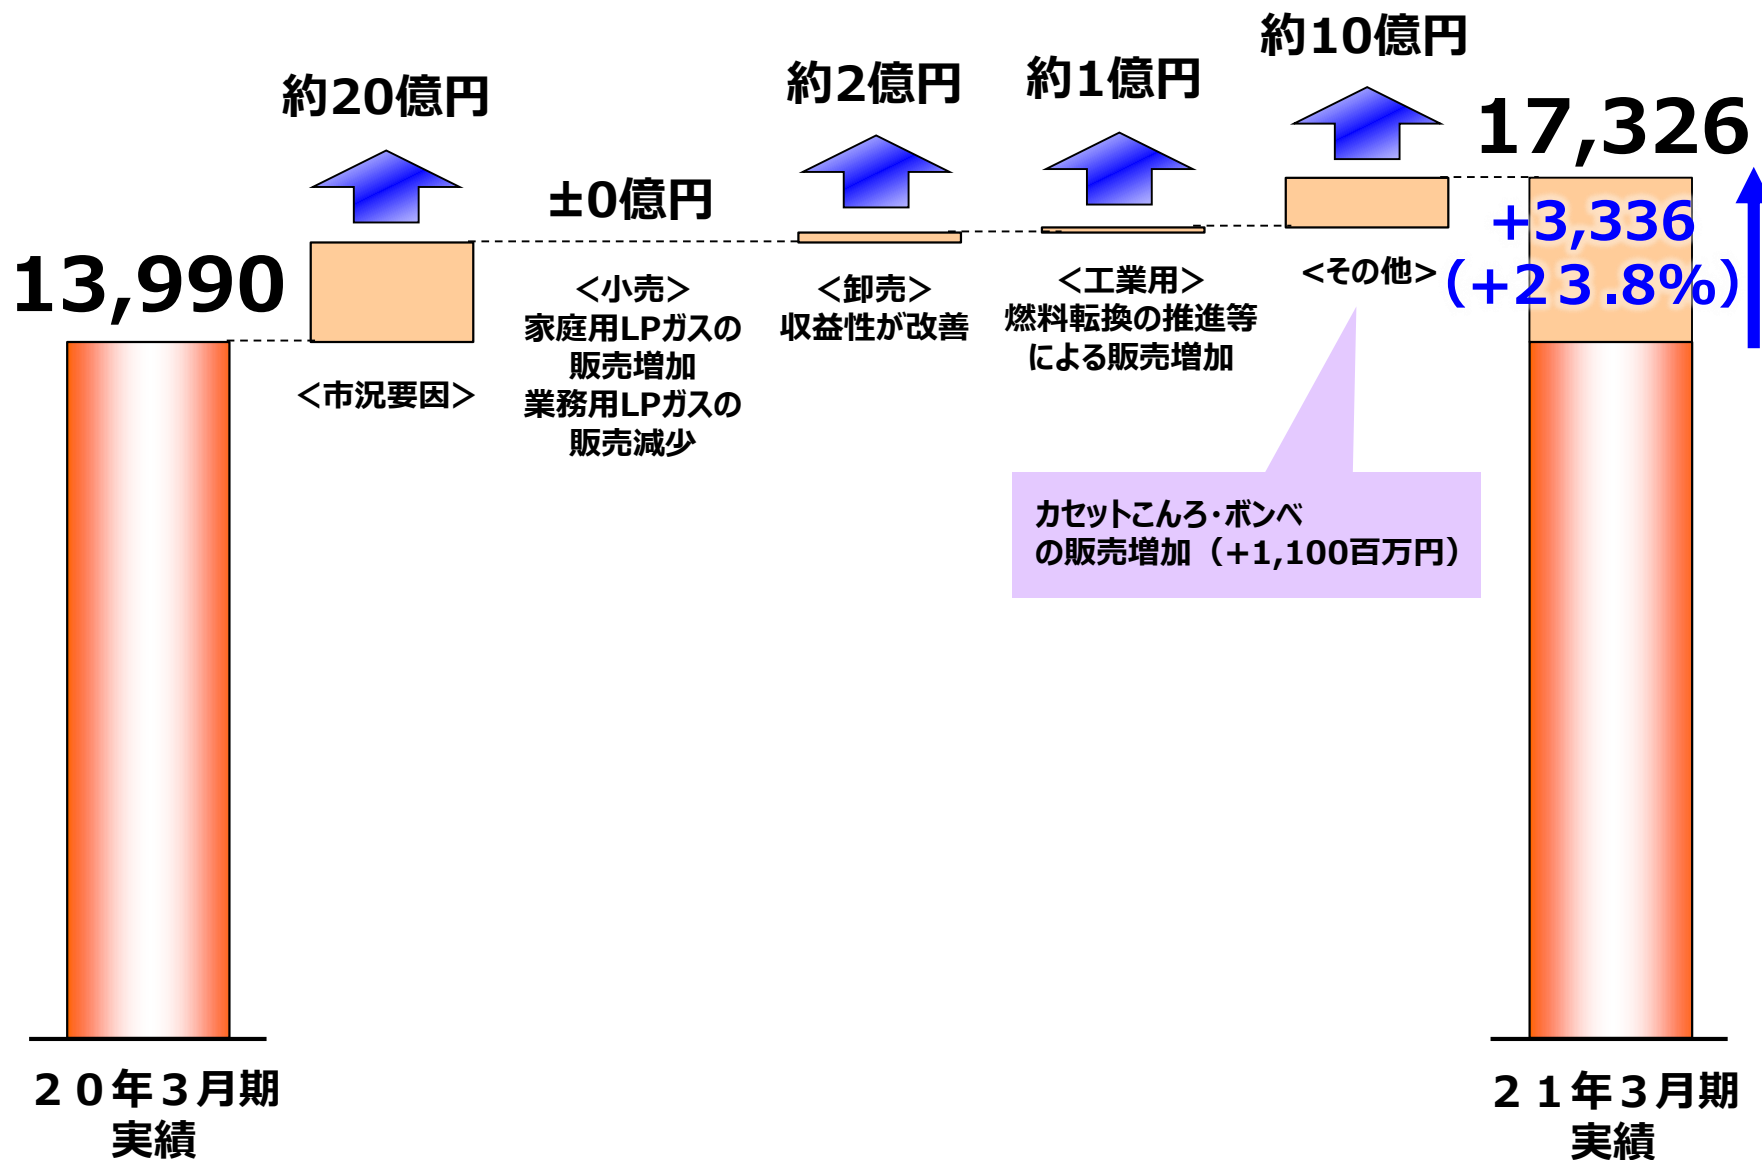 約20億円
±0億円
約2億円
約1億円
約10億円
17,326
+3,336
(+２３.8%)
13,990
＜市況要因＞
＜小売＞
家庭用LPガスの
販売増加
業務用LPガスの
販売減少
＜卸売＞
収益性が改善
＜工業用＞
燃料転換の推進等
による販売増加
<その他>
カセットこんろ・ボンベ
の販売増加（+1,100百万円）
２０年３月期
実績
２１年３月期
実績